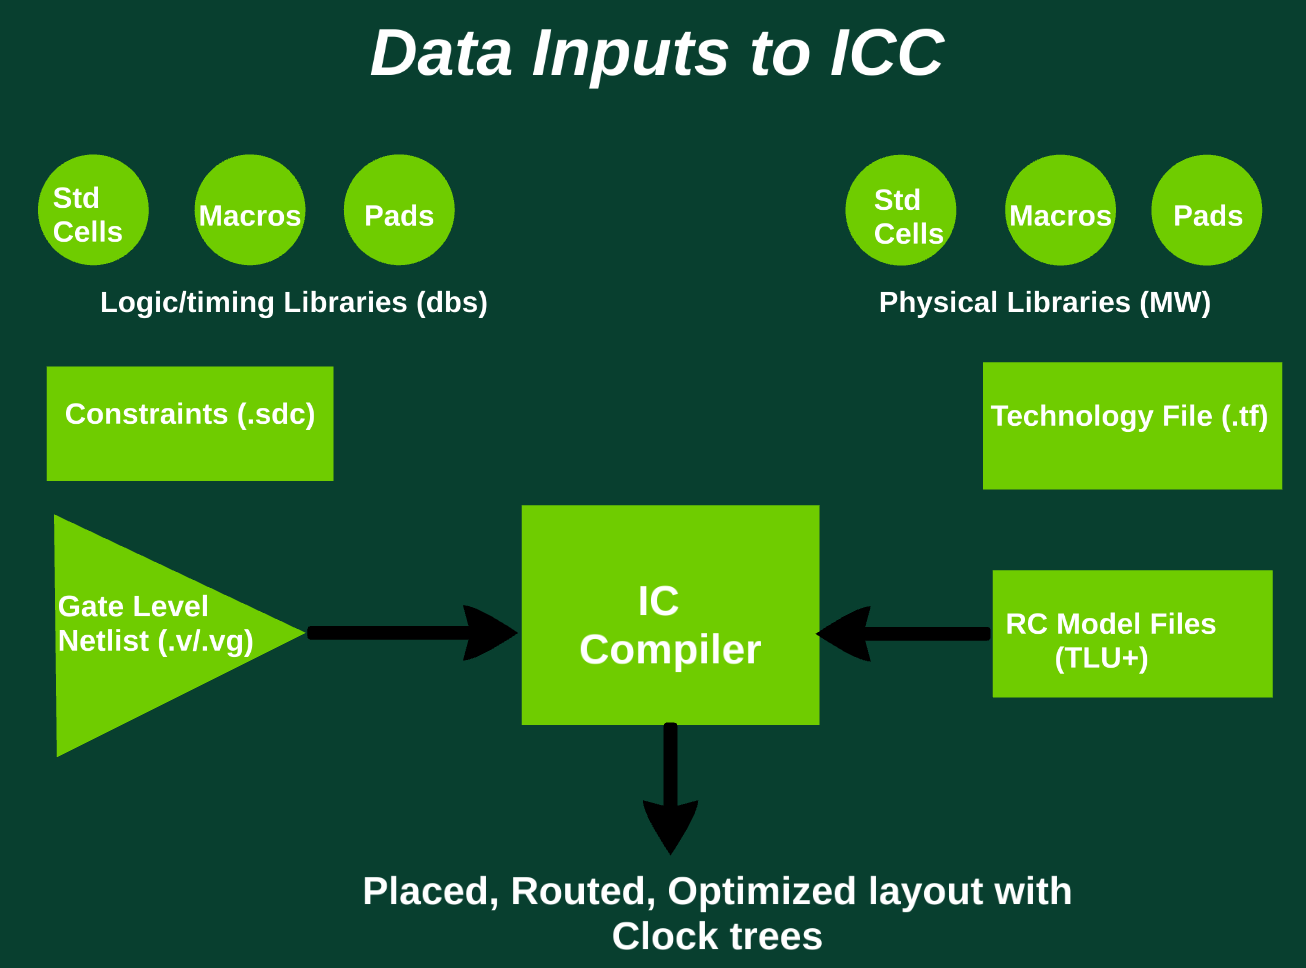 Data Inputs to ICC
Std
Cells
Macros
Pads
Logic/timing Libraries (dbs)
Std
Cells
Macros
Pads
Physical Libraries (MW)
Constraints (.sdc)
Technology File (.tf)
Gate Level
Netlist (.v/.vg)
IC
Compiler
RC Model Files
(TLU+)
Placed, Routed, Optimized layout with
Clock trees